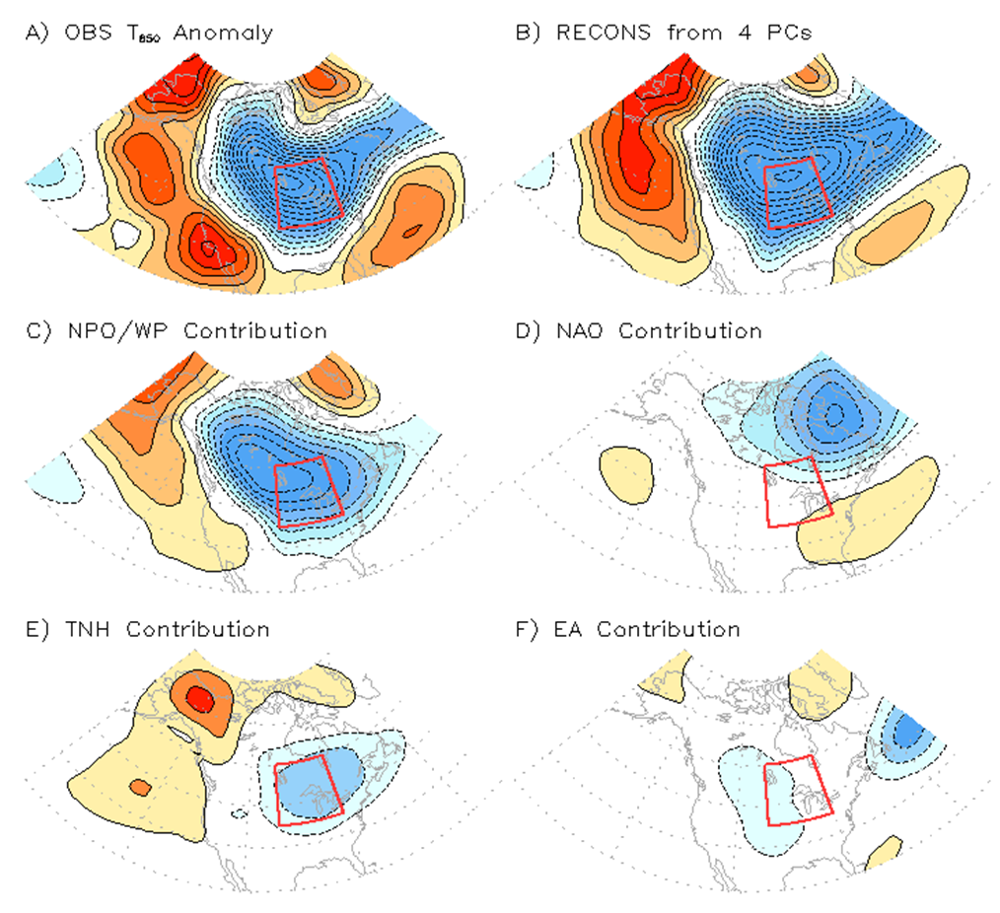 A) OBS T₈₅₀ Anomaly
B) RECONS from 4 PCs
C) NPO/WP Contribution
D) NAO Contribution
E) TNH Contribution
F) EA Contribution